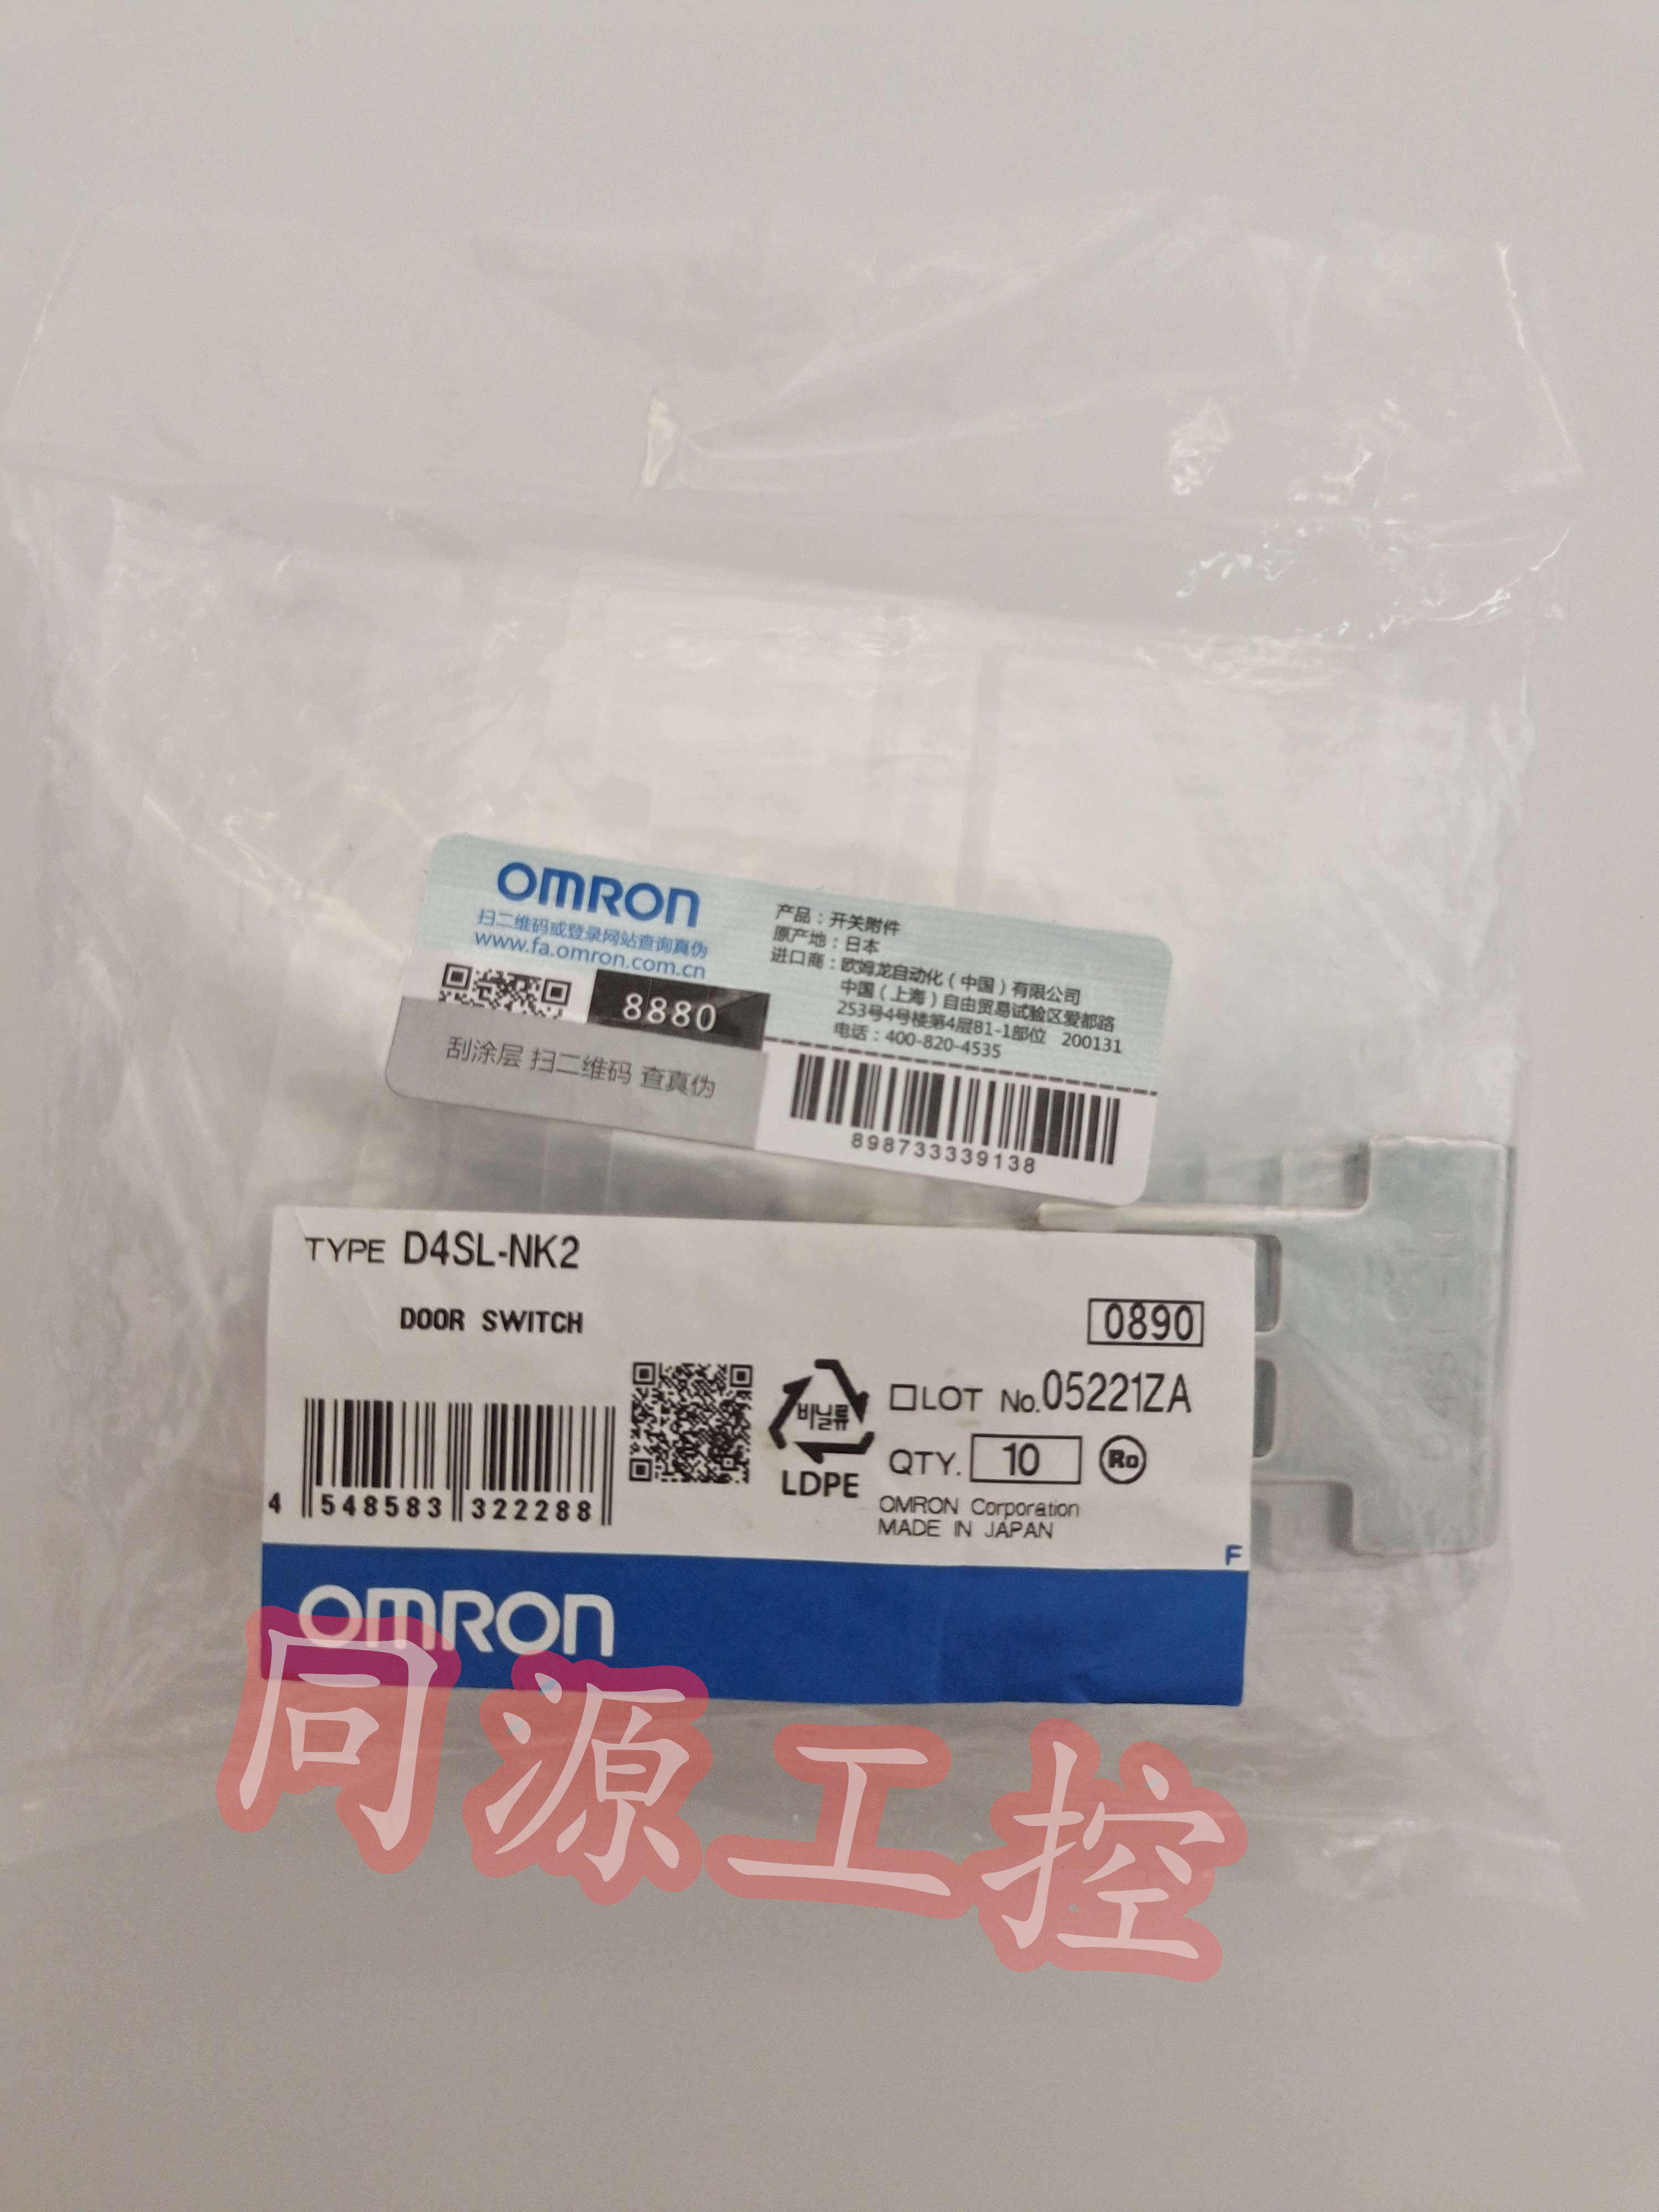 OMRON
扫二维码或登录网站查询真伪
www.fa.omron.com.cn
8880
刮涂层 扫二维码 查真伪
产品：开关附件
原产地：日本
进口商：欧姆龙自动化（中国）有限公司
中国（上海）自由贸易试验区爱都路
253号4号楼第4层B1-1部位 200131
电话：400-820-4535
898733339138
TYPE D4SL-NK2
DOOR SWITCH
0890
비닐류
LDPE
LOT No.05221ZA
QTY. 10 Ro
OMRON Corporation
MADE IN JAPAN
4 548583 322288
F
OMRON
同源工控